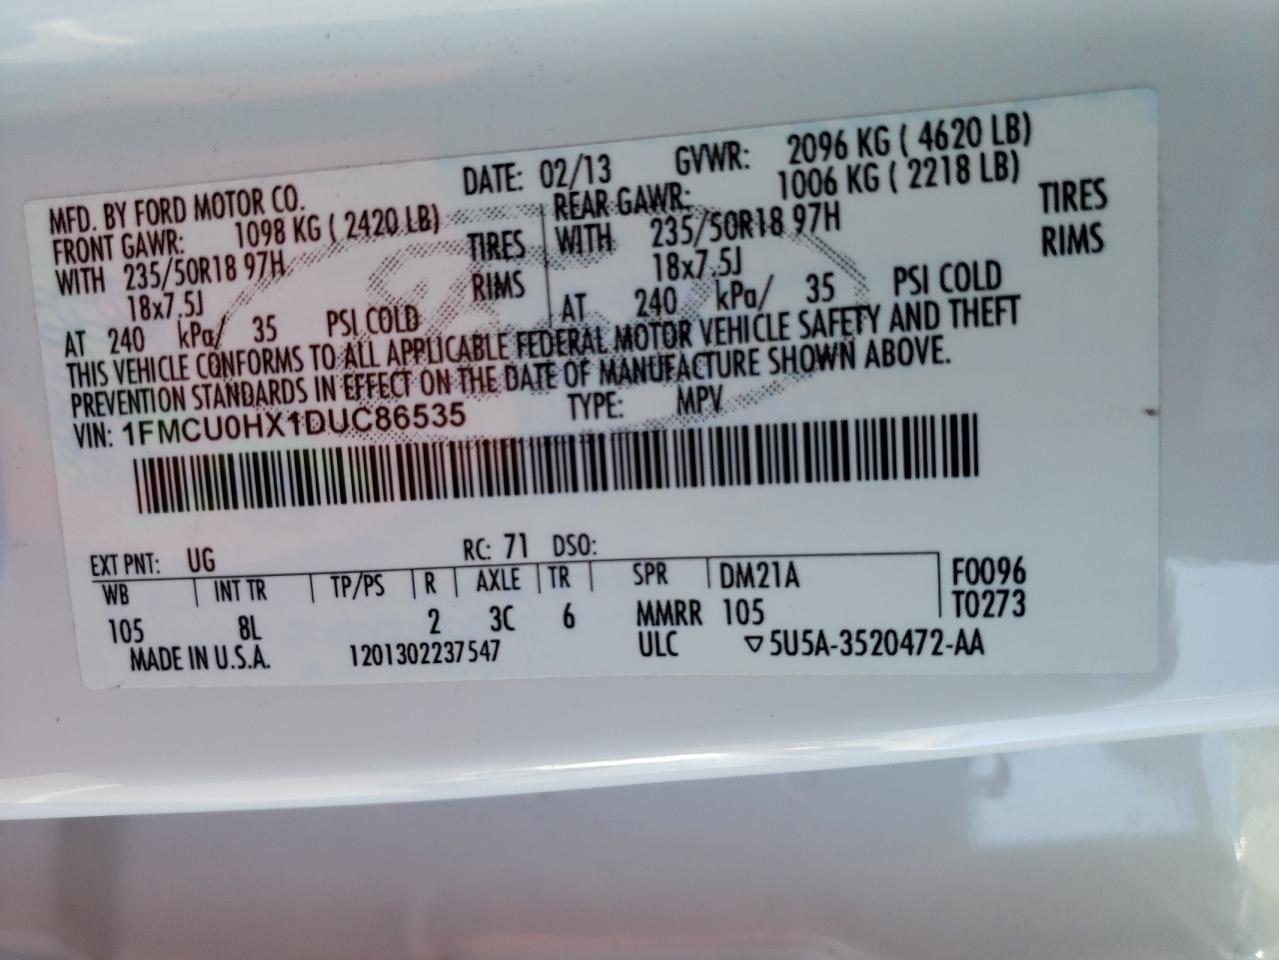 MFD. BY FORD MOTOR CO. DATE: 02/13 GVWR: 2096 KG ( 4620 LB)
FRONT GAWR: 1098 KG ( 2420 LB) REAR GAWR: 1006 KG ( 2218 LB)
WITH 235/50R18 97H TIRES WITH 235/50R18 97H TIRES
18x7.5J RIMS 18x7.5J RIMS
AT 240 kPa/ 35 PSI COLD AT 240 kPa/ 35 PSI COLD
THIS VEHICLE CONFORMS TO ALL APPLICABLE FEDERAL MOTOR VEHICLE SAFETY AND THEFT
PREVENTION STANDARDS IN EFFECT ON THE DATE OF MANUFACTURE SHOWN ABOVE.
VIN: 1FMCU0HX1DUC86535 TYPE: MPV
EXT PNT: UG RC: 71 DSO:
WB INT TR TP/PS R AXLE TR SPR DM21A F0096
105 8L 2 3C 6 MMRR 105 T0273
MADE IN U.S.A. 1201302237547 ULC ▽5U5A-3520472-AA